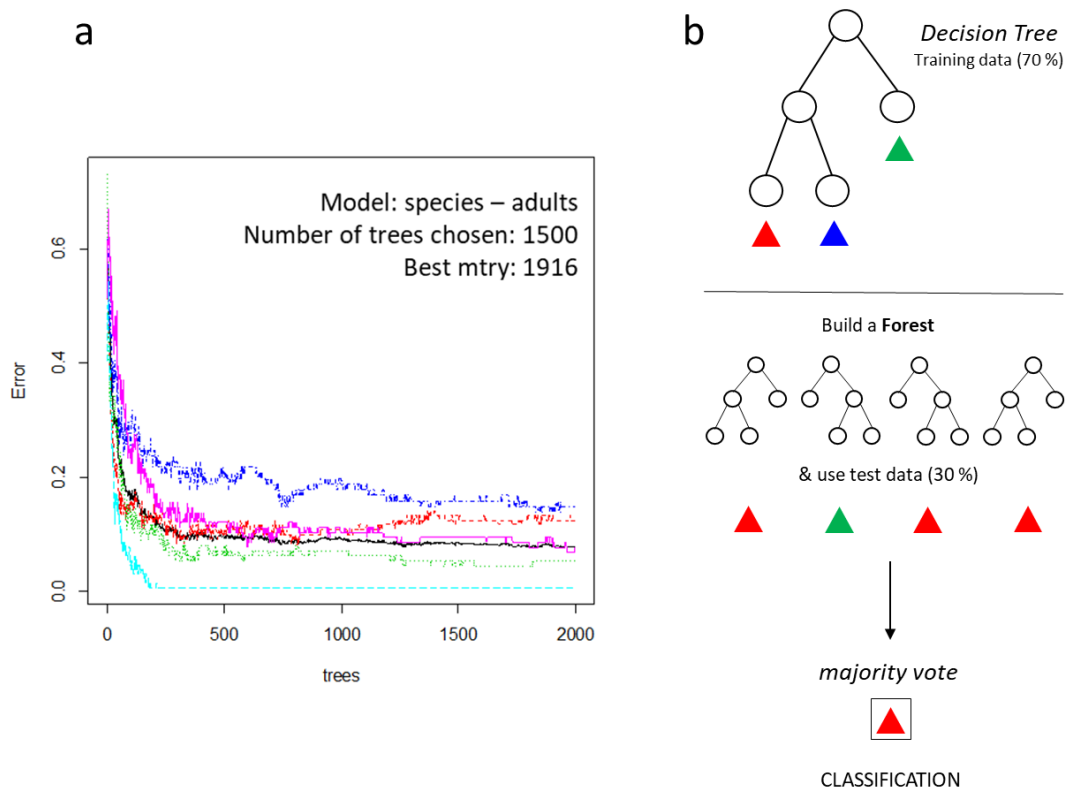 a
Model: species – adults
Number of trees chosen: 1500
Best mtry: 1916
Error
0.6
0.4
0.2
0.0
0 500 1000 1500 2000
trees
b
Decision Tree
Training data (70 %)
Build a Forest
& use test data (30 %)
majority vote
CLASSIFICATION